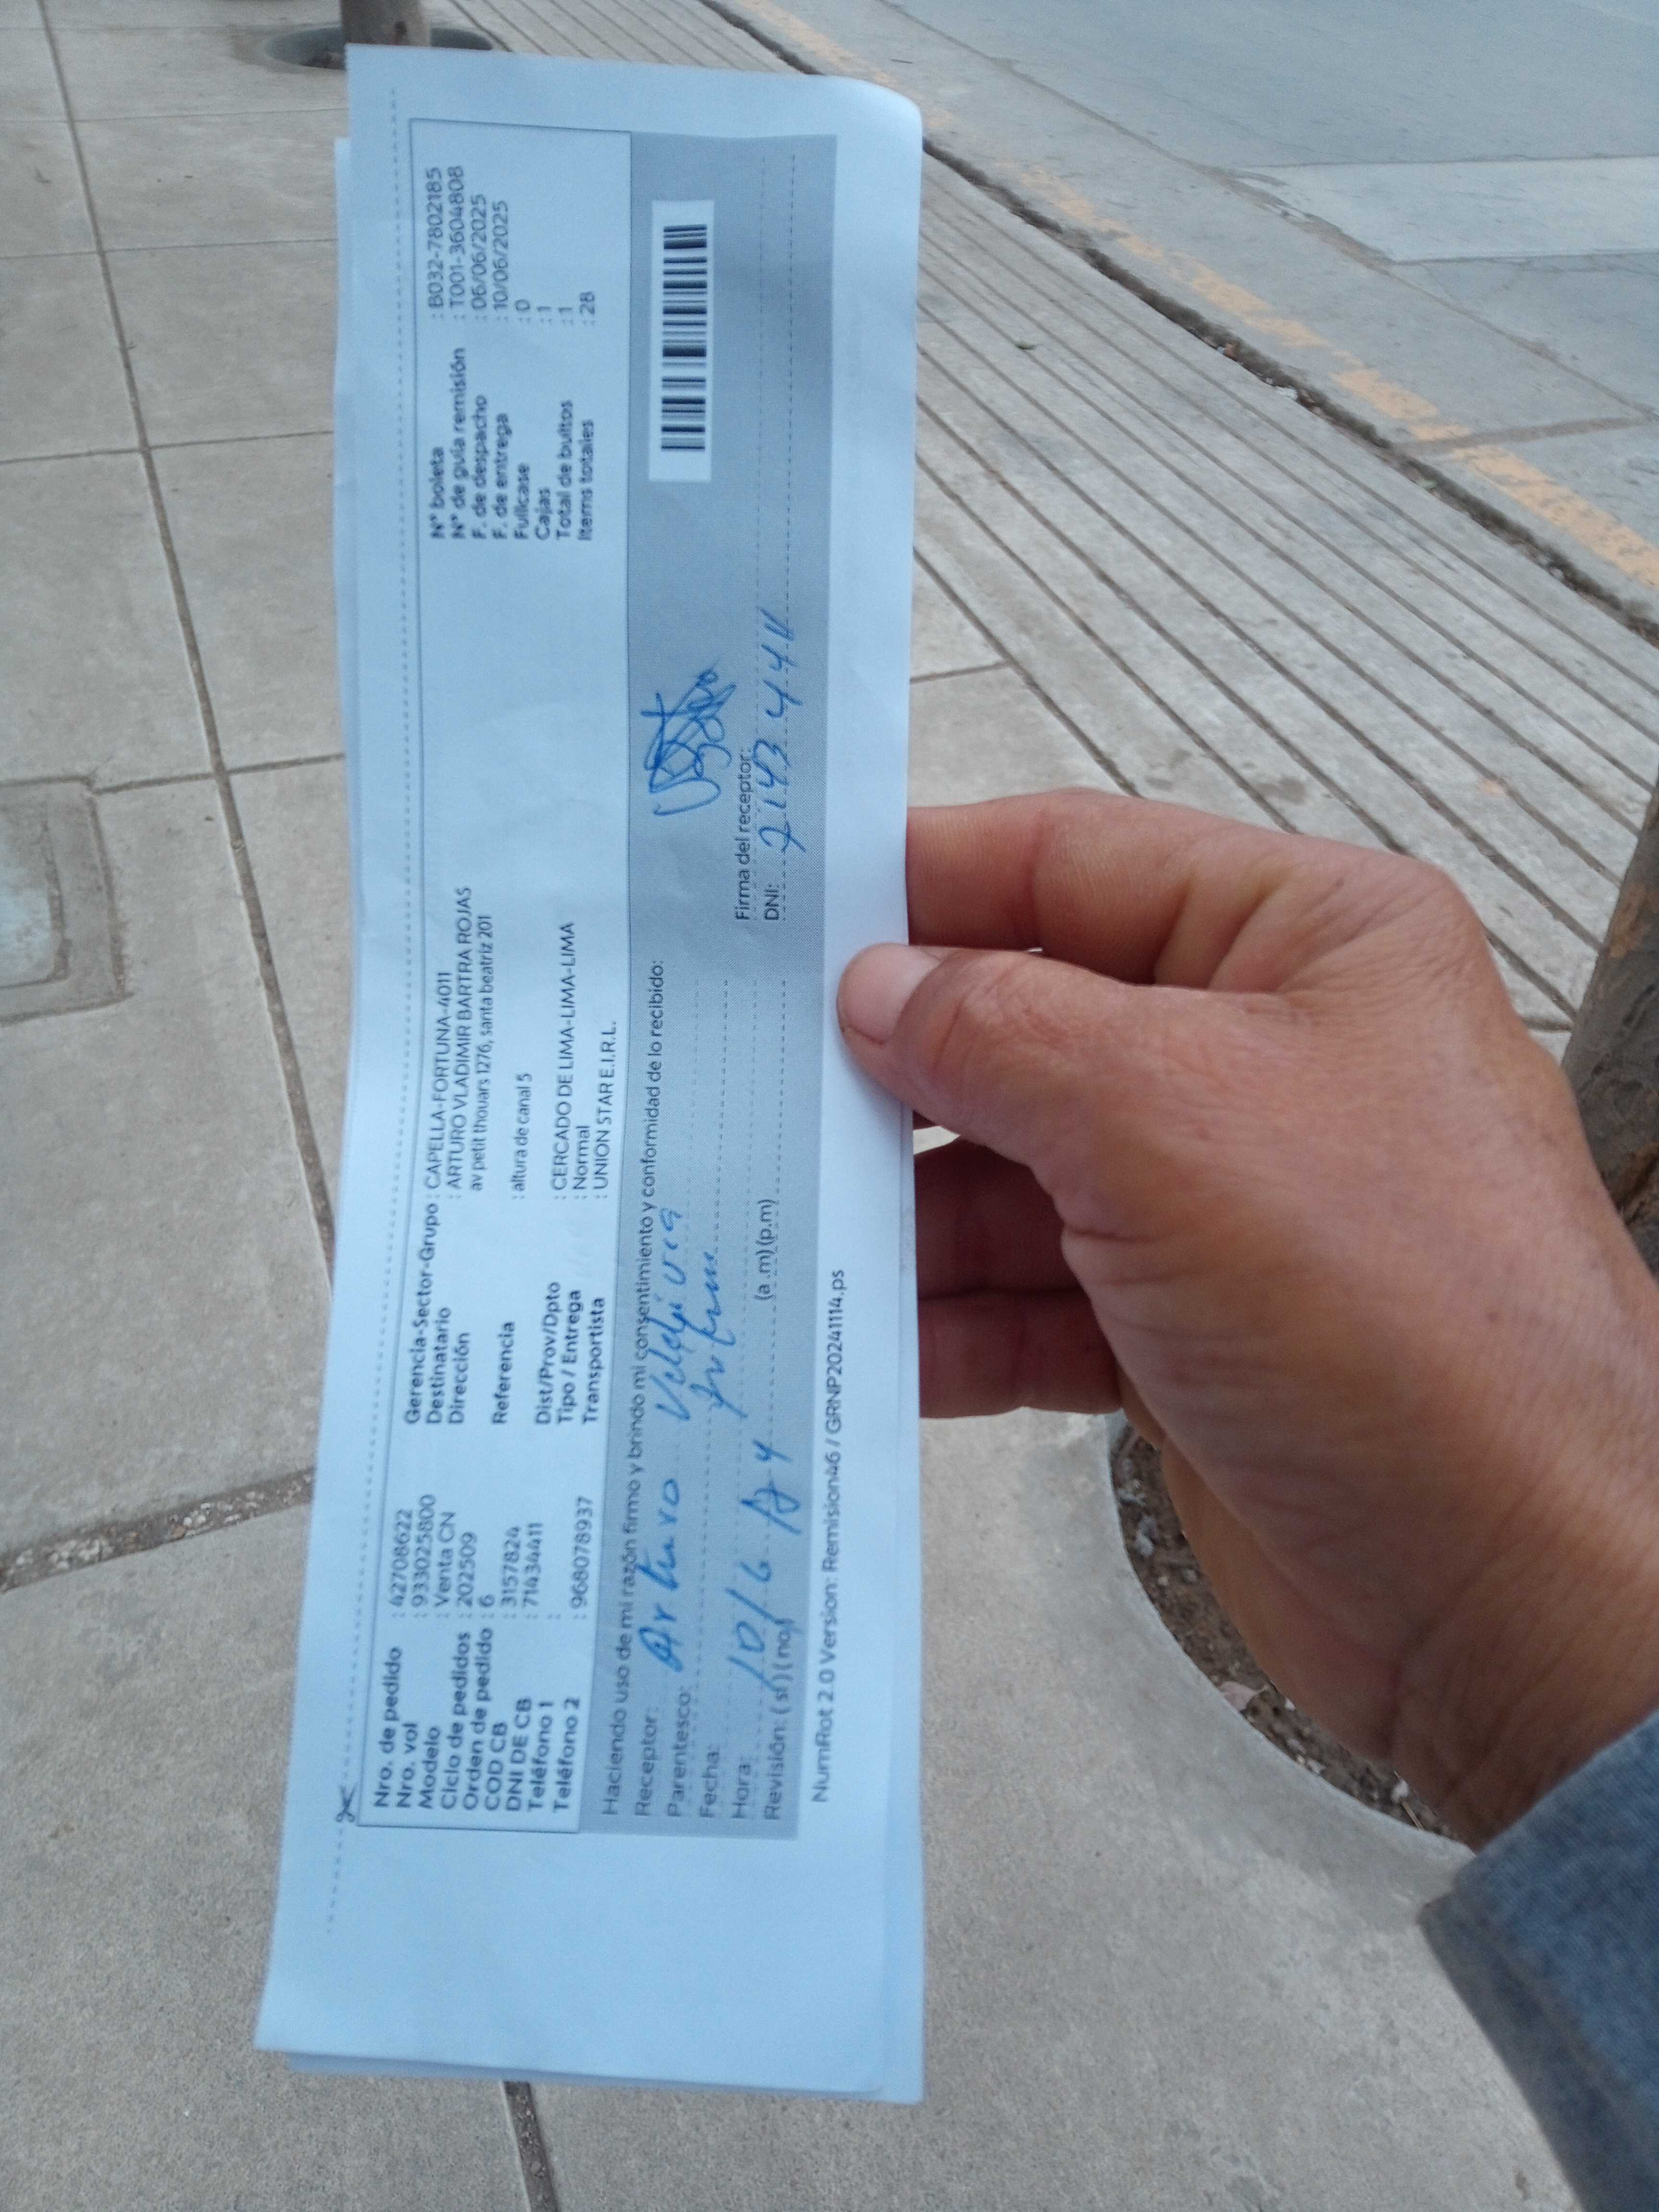 Nro. de pedido : 42708622
Nro. vol : 933025800
Modelo : Venta CN
Ciclo de pedidos : 202509
Orden de pedido : 6
COD CB : 3157824
DNI DE CB : 71434411
Teléfono 1 :
Teléfono 2 : 968078937
Gerencia-Sector-Grupo : CAPELLA-FORTUNA-4011
Destinatario : ARTURO VLADIMIR BARTRA ROJAS
Dirección av petit thouars 1276, santa beatriz 201
Referencia : altura de canal 5
Dist/Prov/Dpto : CERCADO DE LIMA-LIMA-LIMA
Tipo / Entrega : Normal
Transportista : UNION STAR E.I.R.L.
N° boleta : B032-7802185
N° de guía remisión : T001-3604808
F. de despacho : 06/06/2025
F. de entrega : 10/06/2025
Fullcase : 0
Cajas : 1
Total de bultos : 1
Items totales : 28
Haciendo uso de mi razón firmo y brindo mi consentimiento y conformidad de lo recibido:
Receptor: Arturo
Parentesco:
Fecha:
Hora: 10/6
Revisión: (si) (no) (a.m) (p.m)
Firma del receptor:
DNI:
NumRot 2.0 Version: Remision46 / GRNP20241114.ps